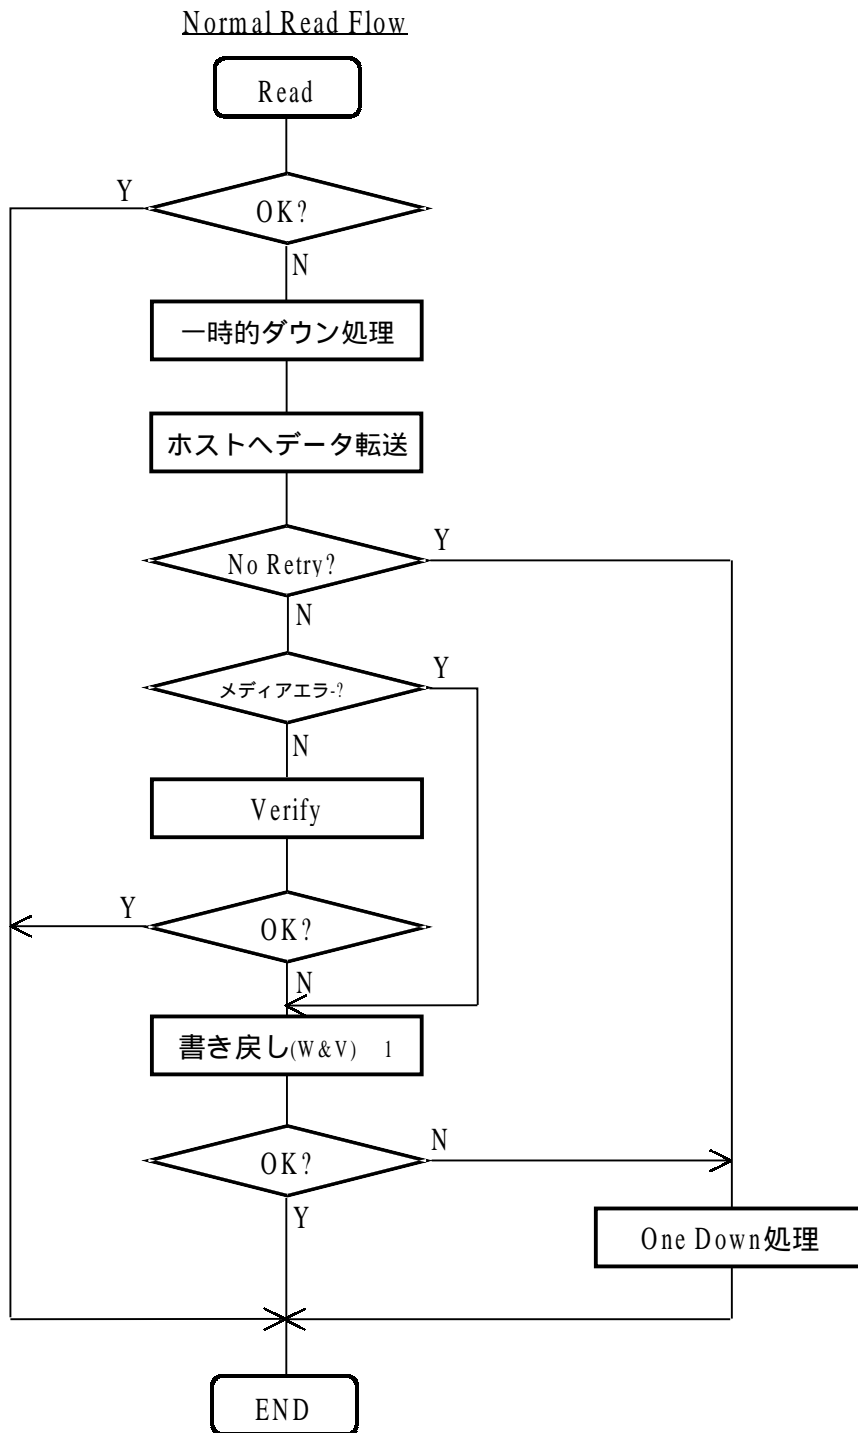 Normal Read Flow
Read
Y
OK?
N
一時的ダウン処理
ホストへデータ転送
Y
No Retry?
N
Y
メディアエラ-?
N
Verify
Y
OK?
N
書き戻し(W&V) 1
N
OK?
Y
One Down処理
END